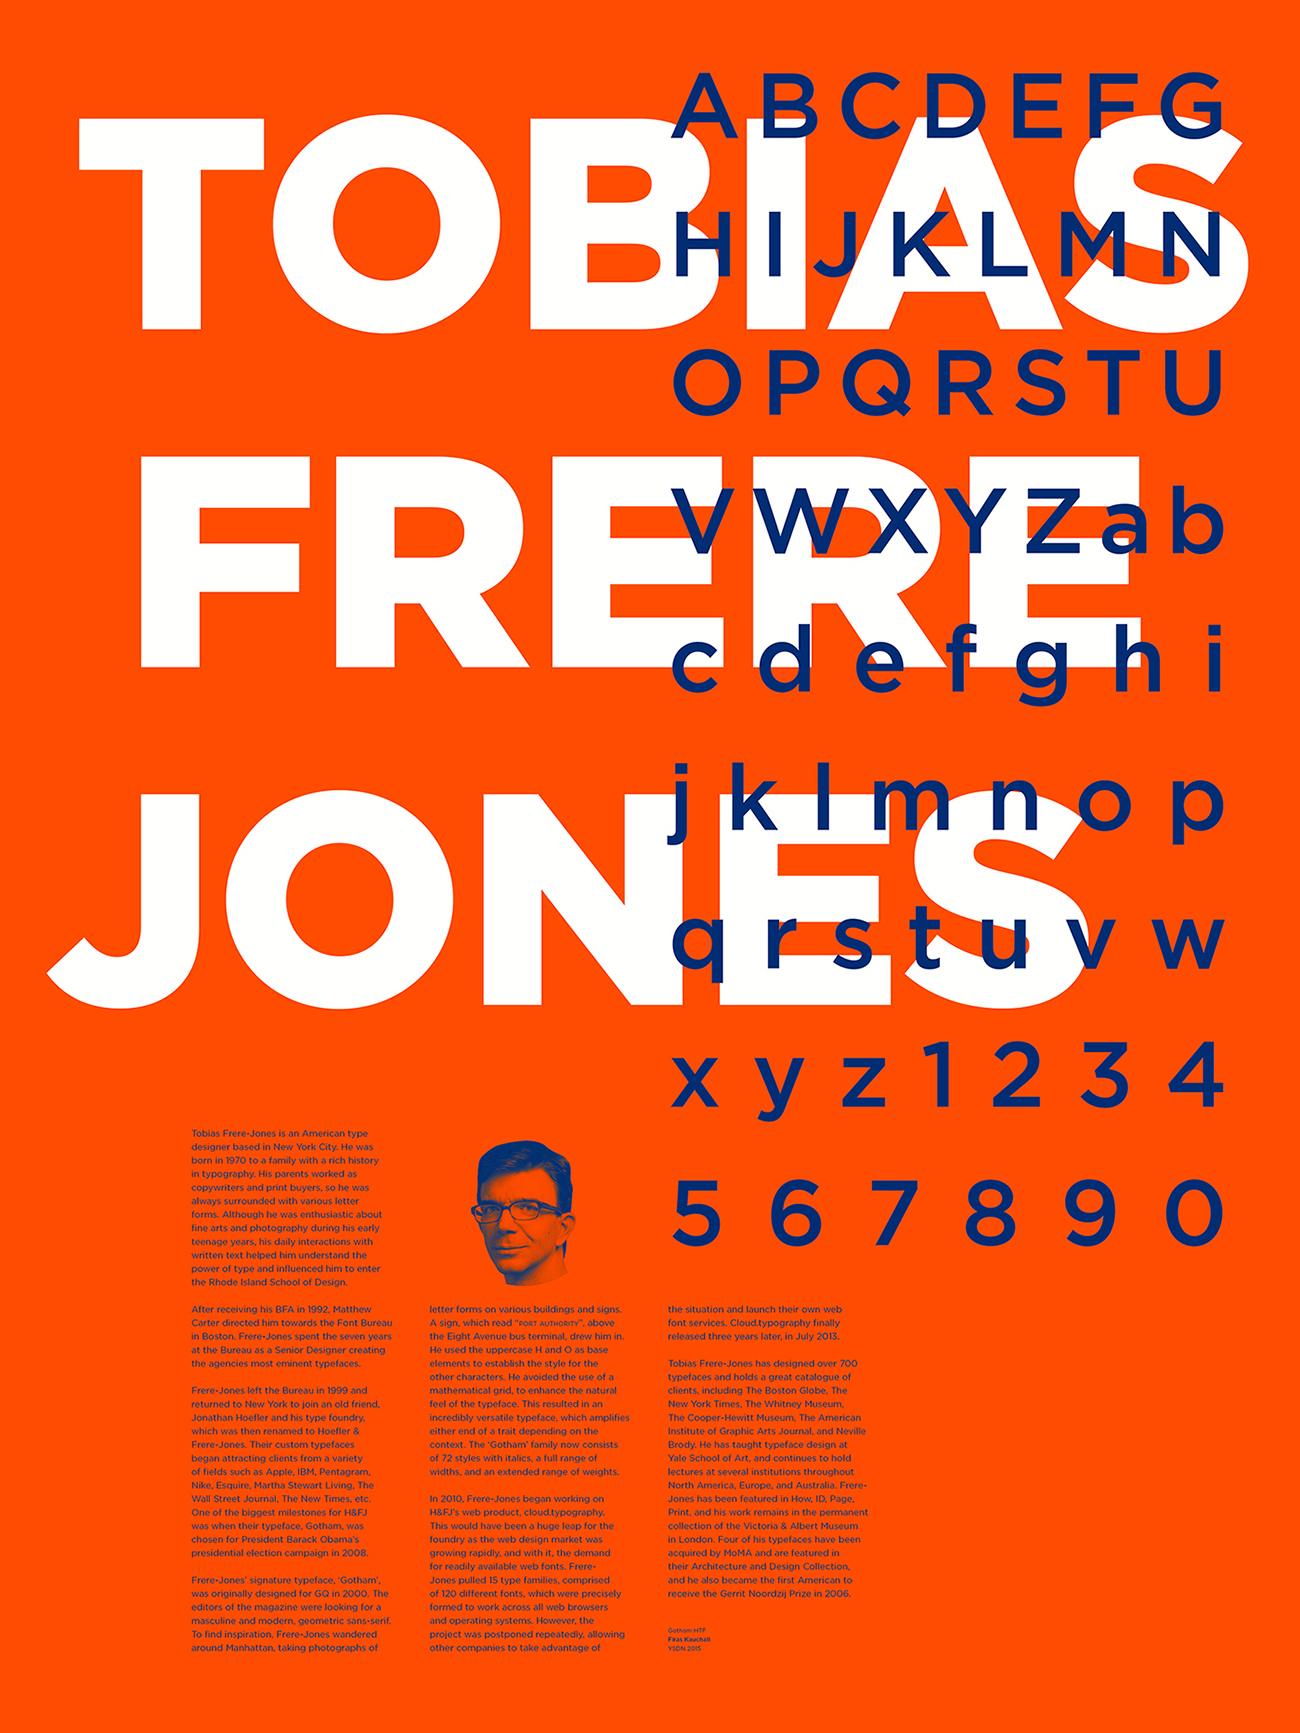 TOBIAS
FRERE
JONES
ABCDEFG
HIJKLMN
OPQRSTU
VWXYZab
cdefghi
jklmnop
qrstuvw
xyz1234
567890
Tobias Frere-Jones is an American type
designer based in New York City. He was
born in 1970 to a family with a rich history
in typography. His parents worked as
copywriters and print buyers, so he was
always surrounded with various letter
forms. Although he was enthusiastic about
fine arts and photography during his early
teenage years, his daily interactions with
written text helped him understand the
power of type and influenced him to enter
the Rhode Island School of Design.
After receiving his BFA in 1992, Matthew
Carter directed him towards the Font Bureau
in Boston. Frere-Jones spent the seven years
at the Bureau as a Senior Designer creating
the agencies most eminent typefaces.
Frere-Jones left the Bureau in 1999 and
returned to New York to join an old friend,
Jonathan Hoefler and his type foundry,
which was then renamed to Hoefler &
Frere-Jones. Their custom typefaces
began attracting clients from a variety
of fields such as Apple, IBM, Pentagram,
Nike, Esquire, Martha Stewart Living, The
Wall Street Journal, The New Times, etc.
One of the biggest milestones for H&FJ
was when their typeface, Gotham, was
chosen for President Barack Obama's
presidential election campaign in 2008.
Frere-Jones' signature typeface, 'Gotham',
was originally designed for GQ in 2000. The
editors of the magazine were looking for a
masculine and modern, geometric sans-serif.
To find inspiration, Frere-Jones wandered
around Manhattan, taking photographs of
letter forms on various buildings and signs.
A sign, which read "PORT AUTHORITY", above
the Eight Avenue bus terminal, drew him in.
He used the uppercase H and O as base
elements to establish the style for the
other characters. He avoided the use of a
mathematical grid, to enhance the natural
feel of the typeface. This resulted in an
incredibly versatile typeface, which amplifies
either end of a trait depending on the
context. The 'Gotham' family now consists
of 72 styles with italics, a full range of
widths, and an extended range of weights.
In 2010, Frere-Jones began working on
H&FJ's web product, cloud.typography.
This would have been a huge leap for the
foundry as the web design market was
growing rapidly, and with it, the demand
for readily available web fonts. Frere-
Jones pulled 15 type families, comprised
of 120 different fonts, which were precisely
formed to work across all web browsers
and operating systems. However, the
project was postponed repeatedly, allowing
other companies to take advantage of
the situation and launch their own web
font services. Cloud.typography finally
released three years later, in July 2013.
Tobias Frere-Jones has designed over 700
typefaces and holds a great catalogue of
clients, including The Boston Globe, The
New York Times, The Whitney Museum,
The Cooper-Hewitt Museum, The American
Institute of Graphic Arts Journal, and Neville
Brody. He has taught typeface design at
Yale School of Art, and continues to hold
lectures at several institutions throughout
North America, Europe, and Australia. Frere-
Jones has been featured in How, ID, Page,
Print, and his work remains in the permanent
collection of the Victoria & Albert Museum
in London. Four of his typefaces have been
acquired by MoMA and are featured in
their Architecture and Design Collection,
and he also became the first American to
receive the Gerrit Noordzij Prize in 2006.
Gotham HTF
Firas Kauchali
YSDN 2015